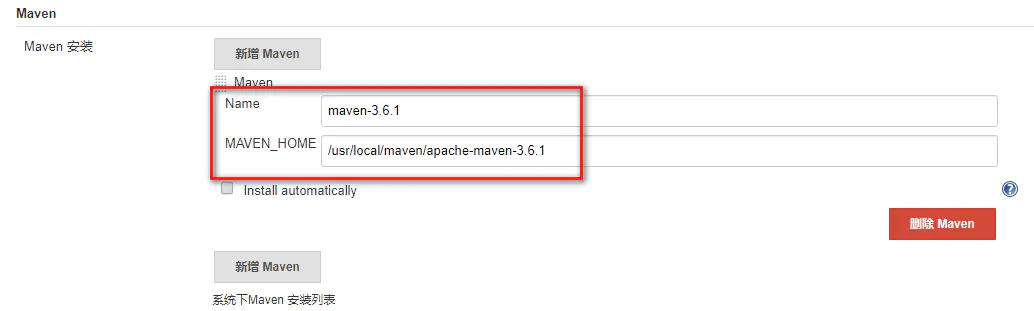 Maven
Maven 安装
新增 Maven
Maven
Name
maven-3.6.1
MAVEN_HOME
/usr/local/maven/apache-maven-3.6.1
Install automatically
?
删除 Maven
新增 Maven
系统下Maven 安装列表